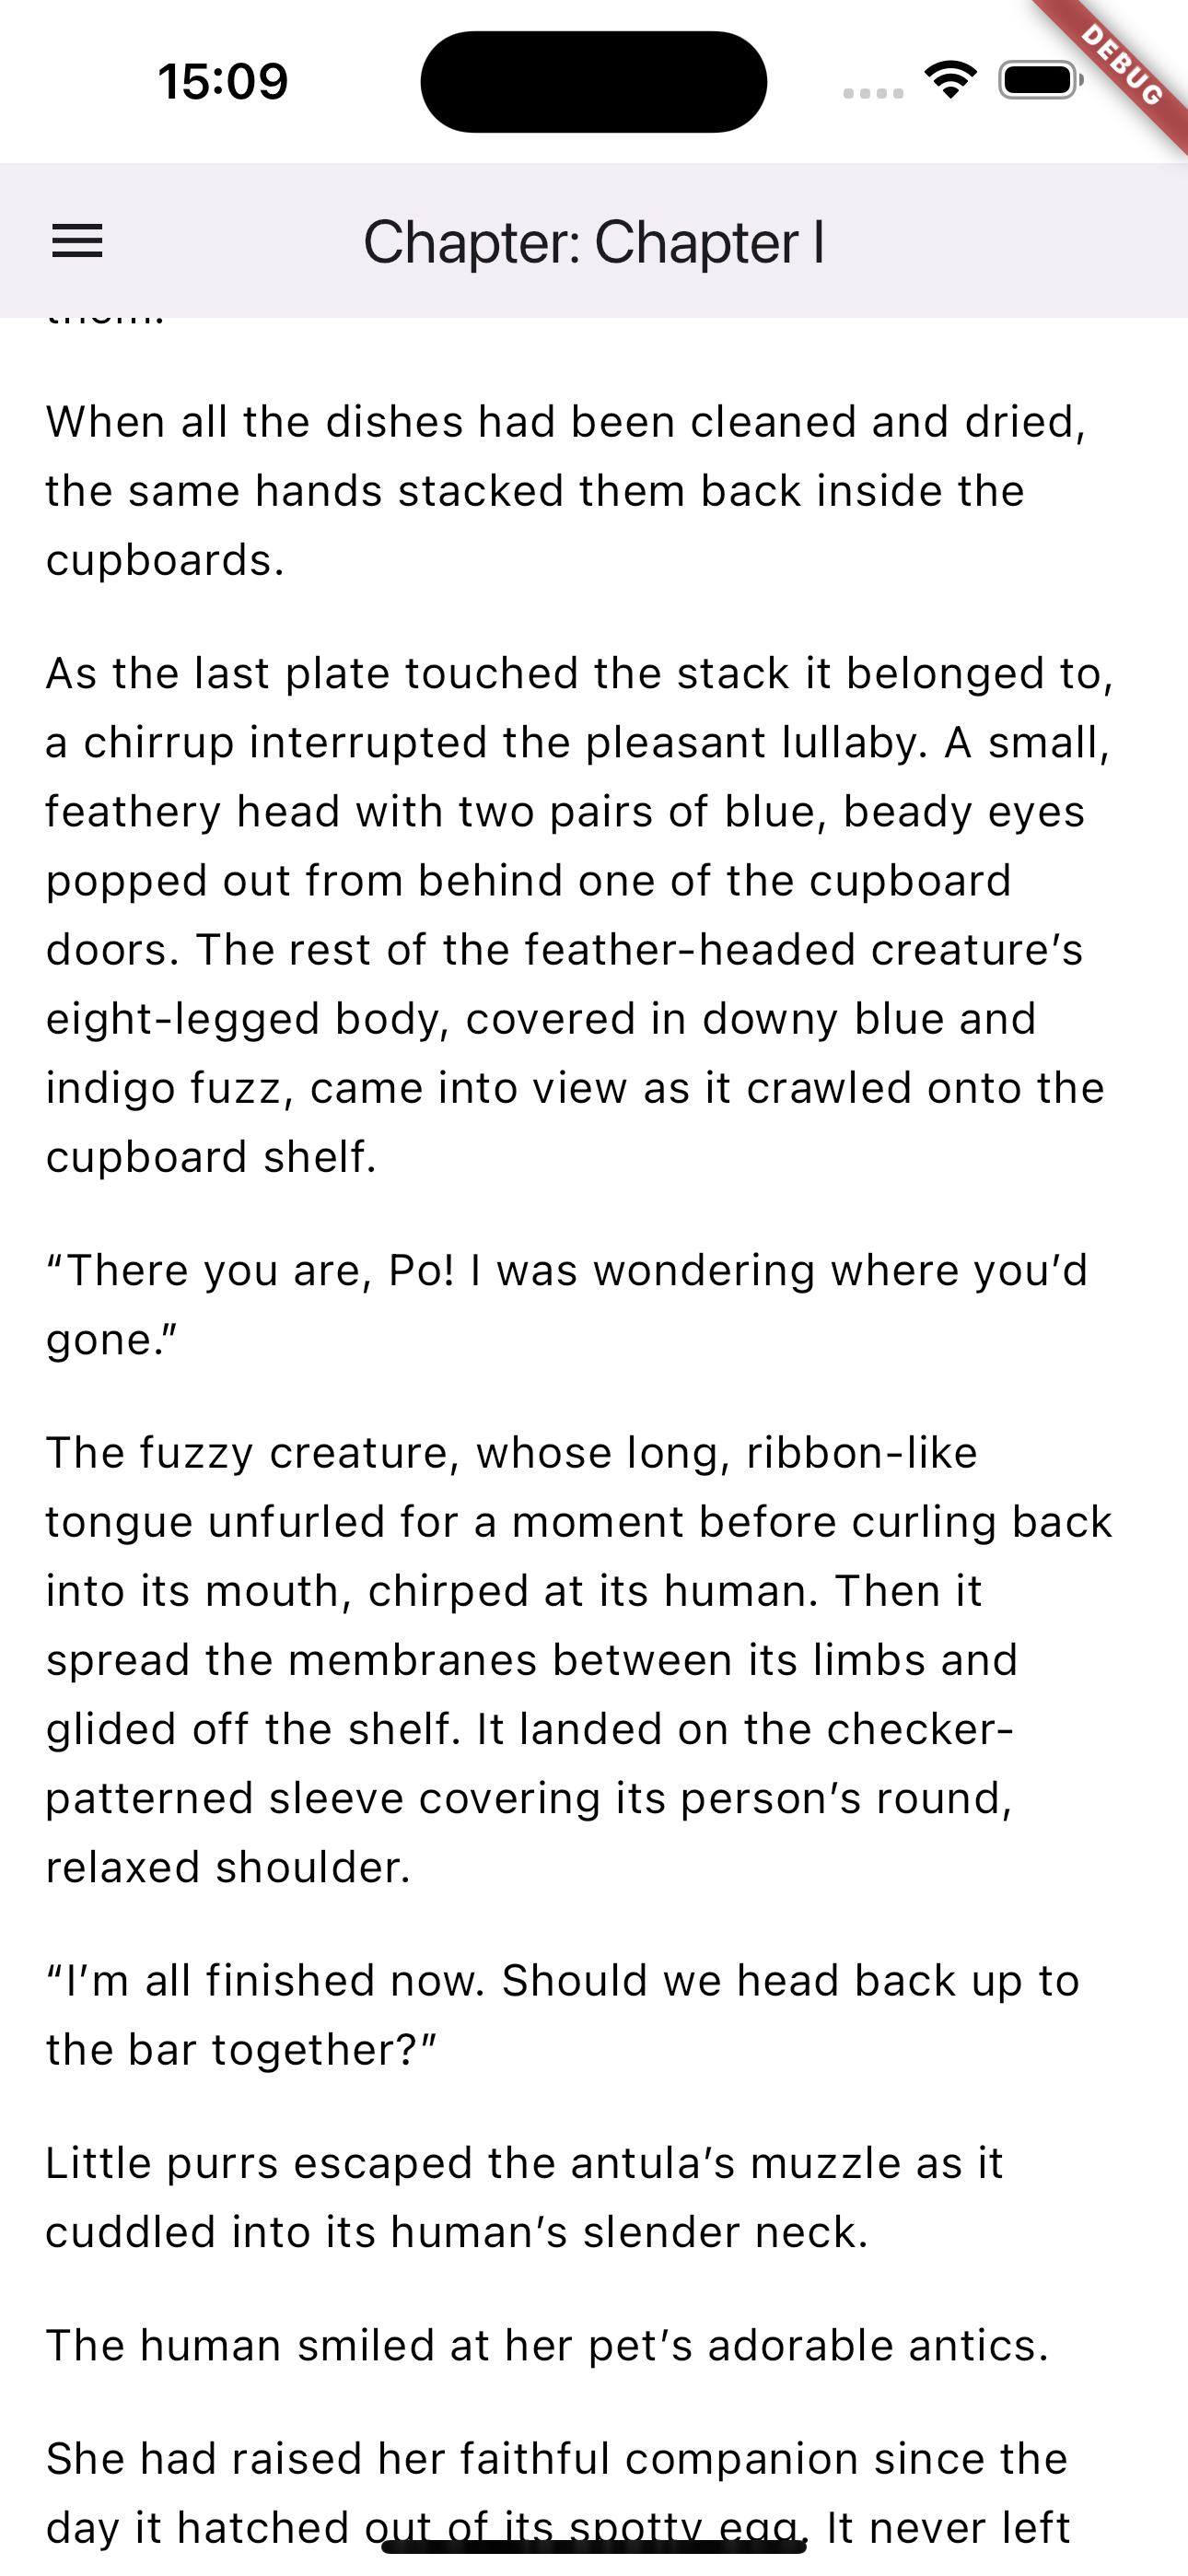 15:09
DEBUG
Chapter: Chapter I
them.
When all the dishes had been cleaned and dried,
the same hands stacked them back inside the
cupboards.
As the last plate touched the stack it belonged to,
a chirrup interrupted the pleasant lullaby. A small,
feathery head with two pairs of blue, beady eyes
popped out from behind one of the cupboard
doors. The rest of the feather-headed creature’s
eight-legged body, covered in downy blue and
indigo fuzz, came into view as it crawled onto the
cupboard shelf.
“There you are, Po! I was wondering where you’d
gone.”
The fuzzy creature, whose long, ribbon-like
tongue unfurled for a moment before curling back
into its mouth, chirped at its human. Then it
spread the membranes between its limbs and
glided off the shelf. It landed on the checker-
patterned sleeve covering its person’s round,
relaxed shoulder.
“I’m all finished now. Should we head back up to
the bar together?”
Little purrs escaped the antula’s muzzle as it
cuddled into its human’s slender neck.
The human smiled at her pet’s adorable antics.
She had raised her faithful companion since the
day it hatched out of its spotty egg. It never left